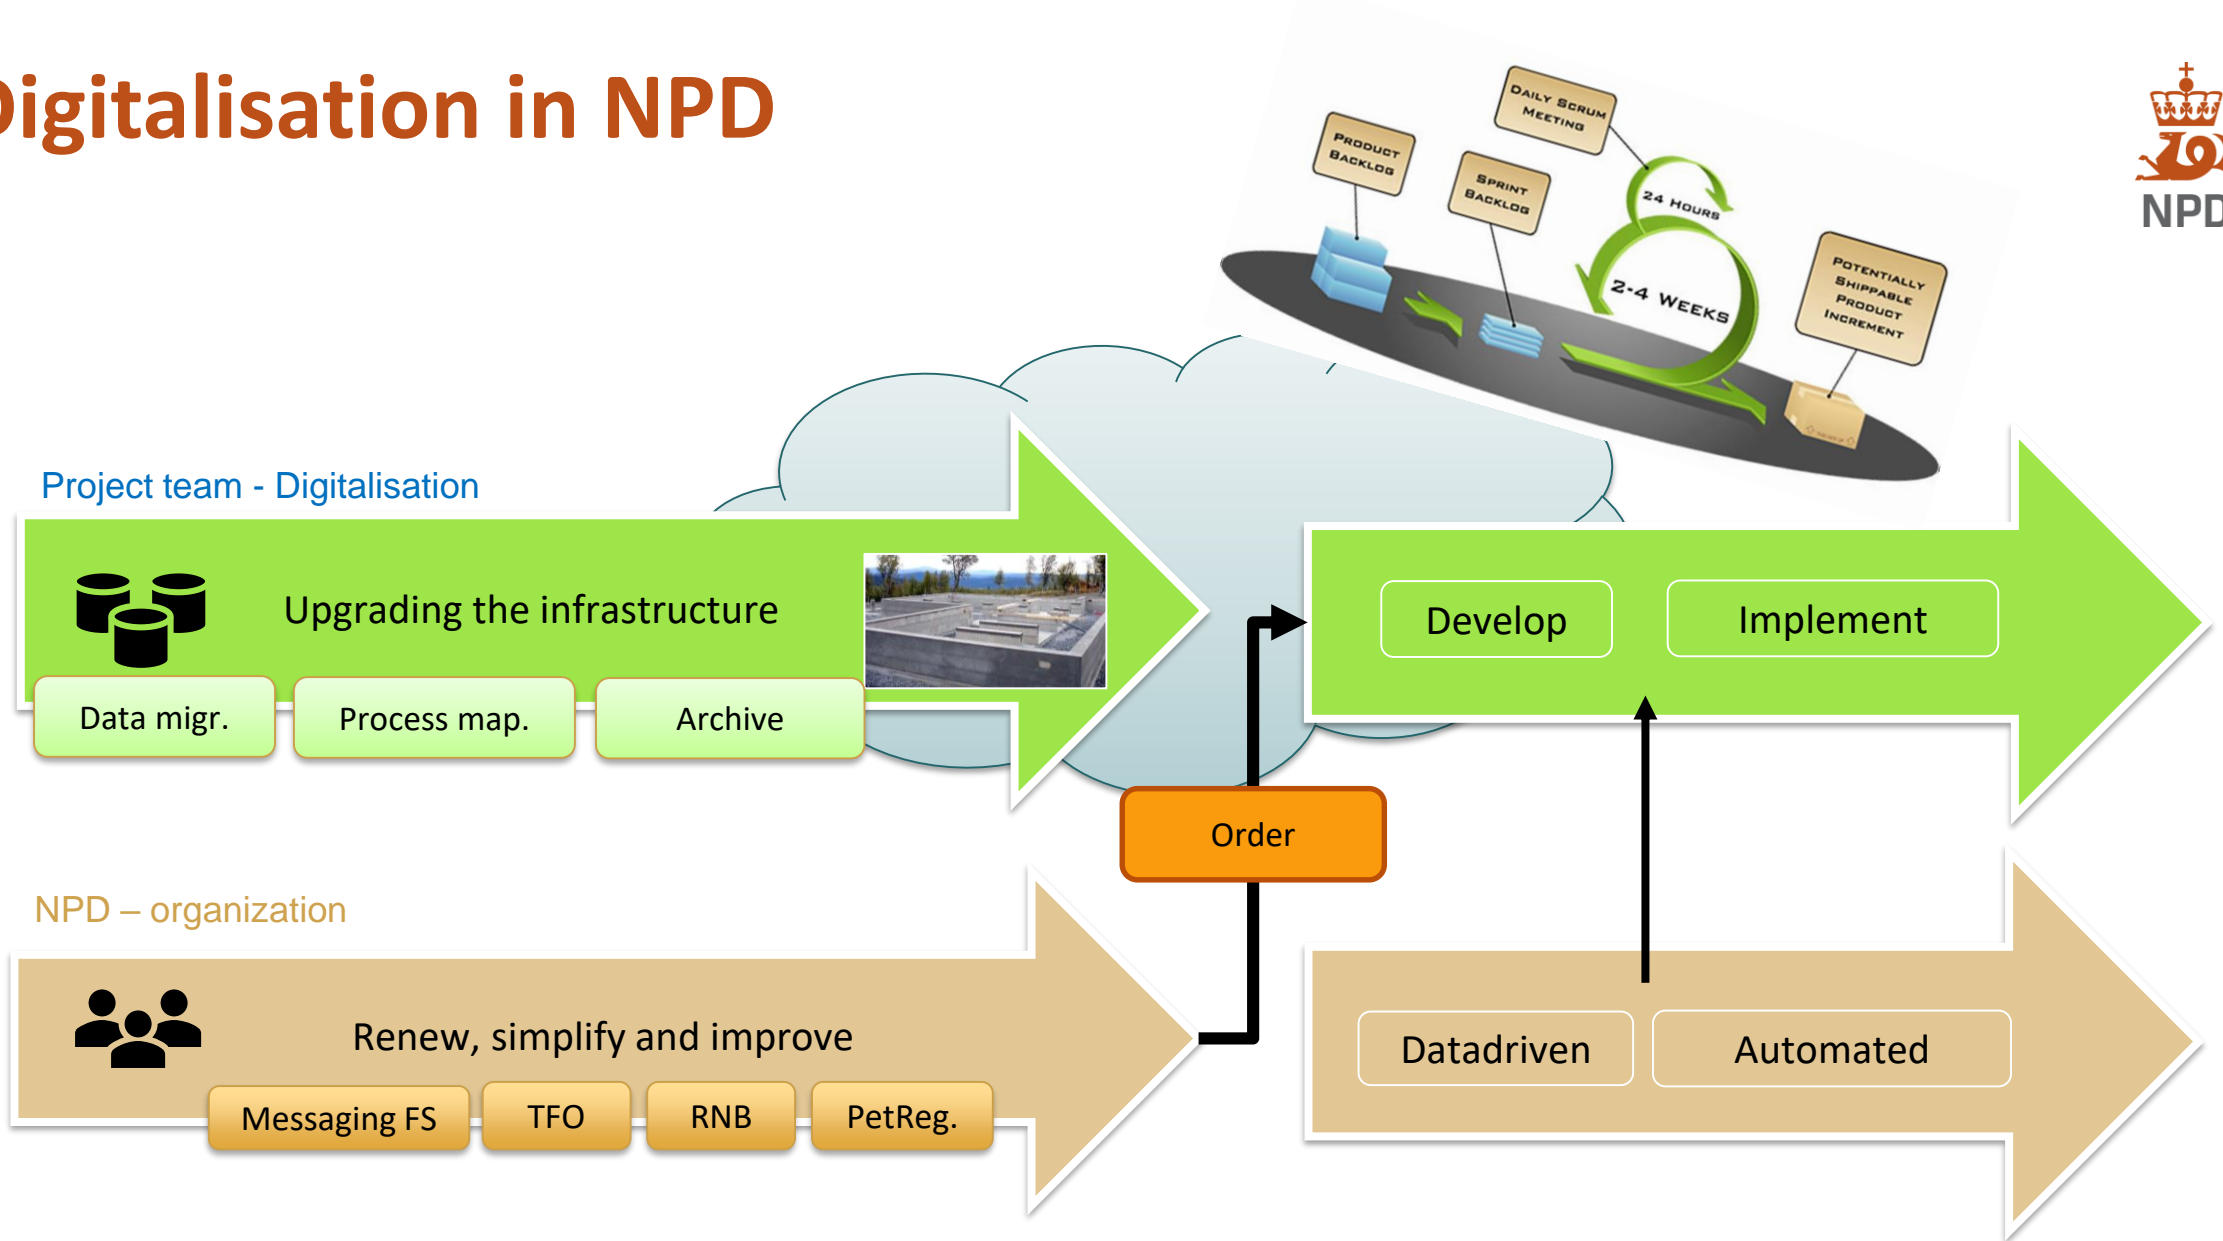 Digitalisation in NPD
DAILY SCRUM
MEETING
PRODUCT
BACKLOG
SPRINT
BACKLOG
24 HOURS
2-4 WEEKS
POTENTIALLY
SHIPPABLE
PRODUCT
INCREMENT
NPD
Project team - Digitalisation
Upgrading the infrastructure
Data migr.
Process map.
Archive
Develop
Implement
Order
NPD – organization
Renew, simplify and improve
Messaging FS
TFO
RNB
PetReg.
Datadriven
Automated